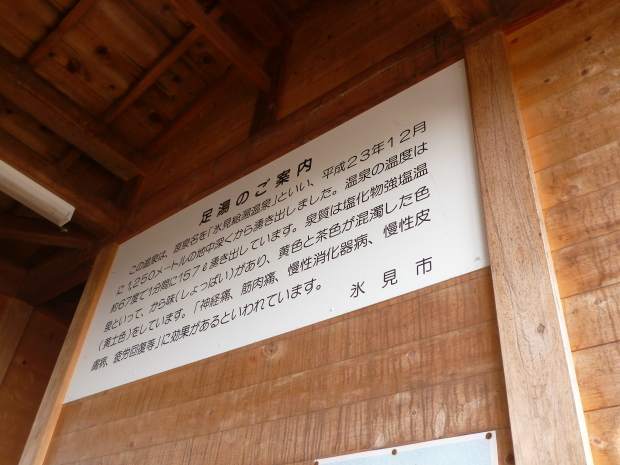 足湯のご案内
この温泉は、源泉名を「氷見総湯温泉」といい、平成23年12月
に1,250メートルの地中深くから湧き出しました。温泉の温度は
約67度で1分間に157ℓ湧き出しています。泉質は塩化物強塩温
泉といって、から味(しょっぱい)があり、黄色と茶色が混濁した色
(黄土色)をしています。「神経痛、筋肉痛、慢性消化器病、慢性皮
膚病、疲労回復等」に効果があるといわれています。
氷見市